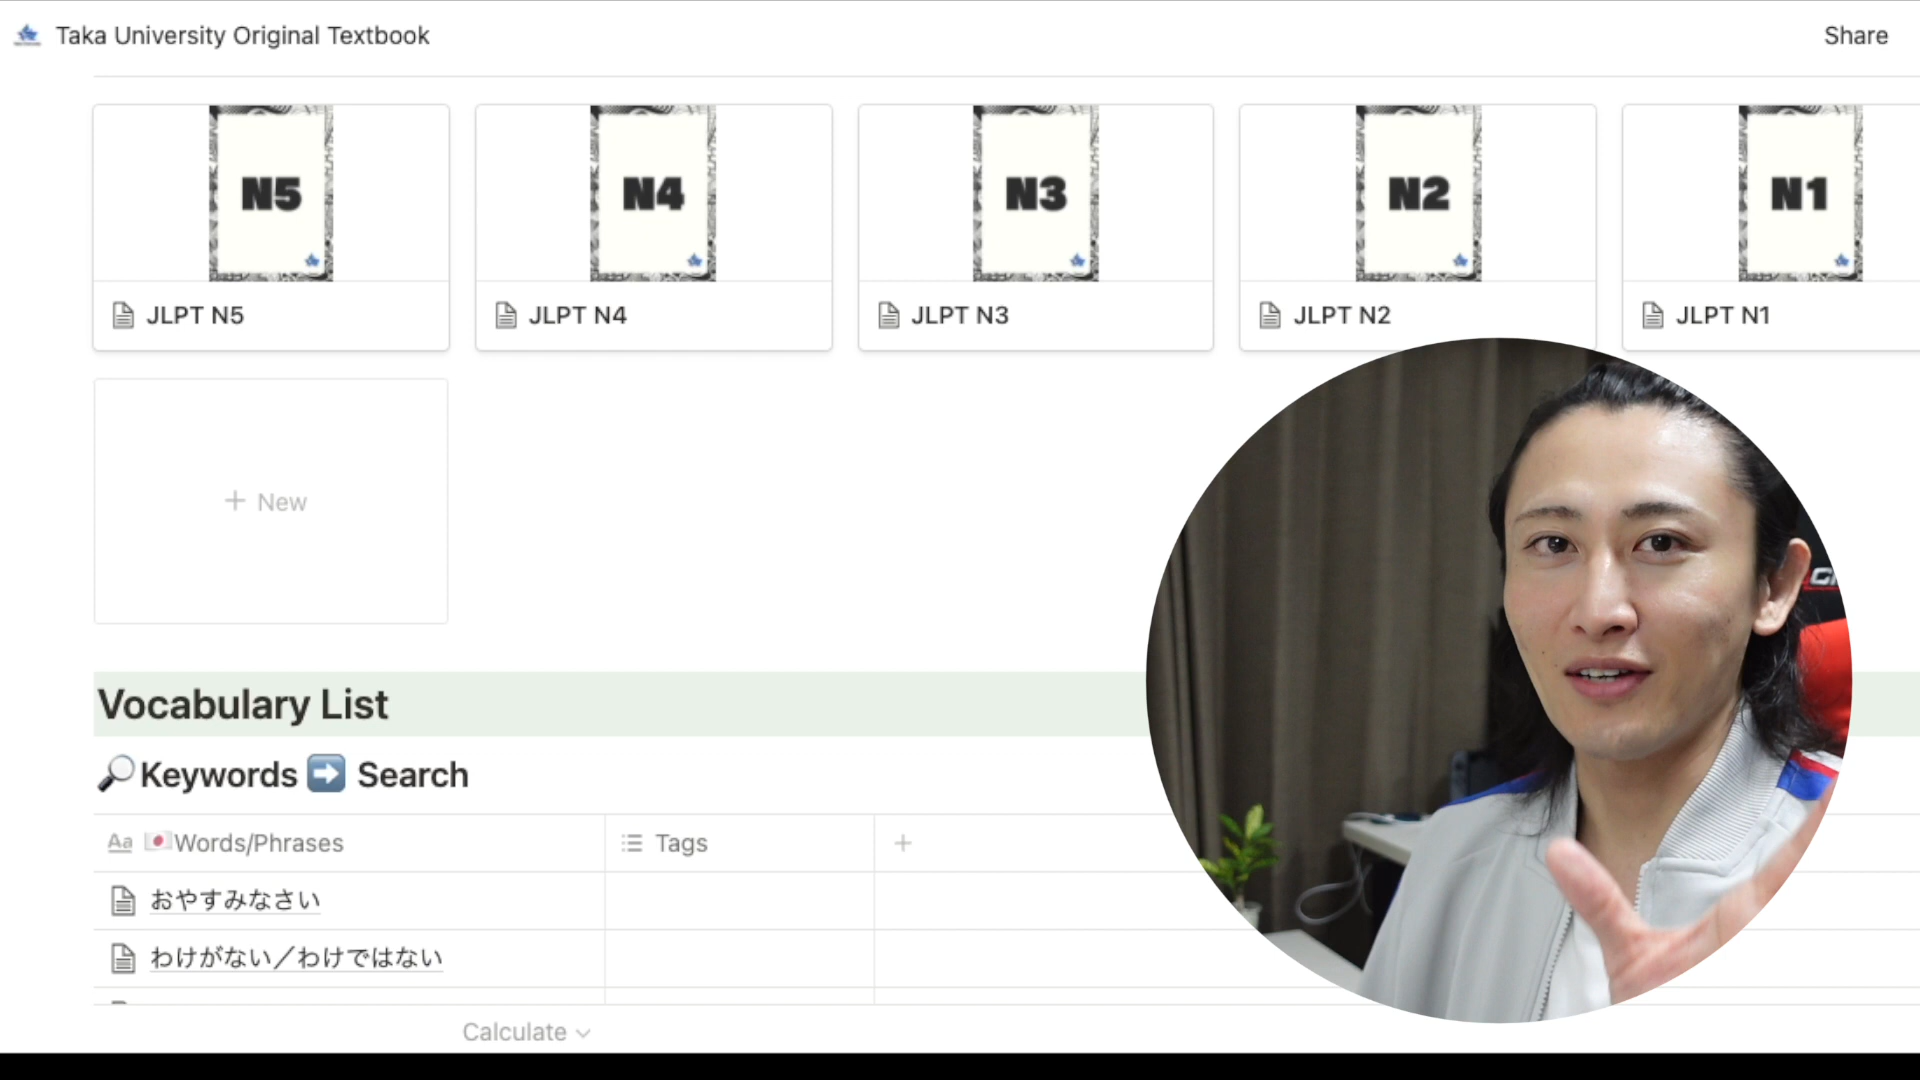 Taka University Original Textbook
Share
N5
N4
N3
N2
N1
JLPT N5
JLPT N4
JLPT N3
JLPT N2
JLPT N1
+ New
Vocabulary List
🔎Keywords ➡️ Search
Aa 🇯🇵Words/Phrases
Tags
+
おやすみなさい
わけがない／わけではない
Calculate